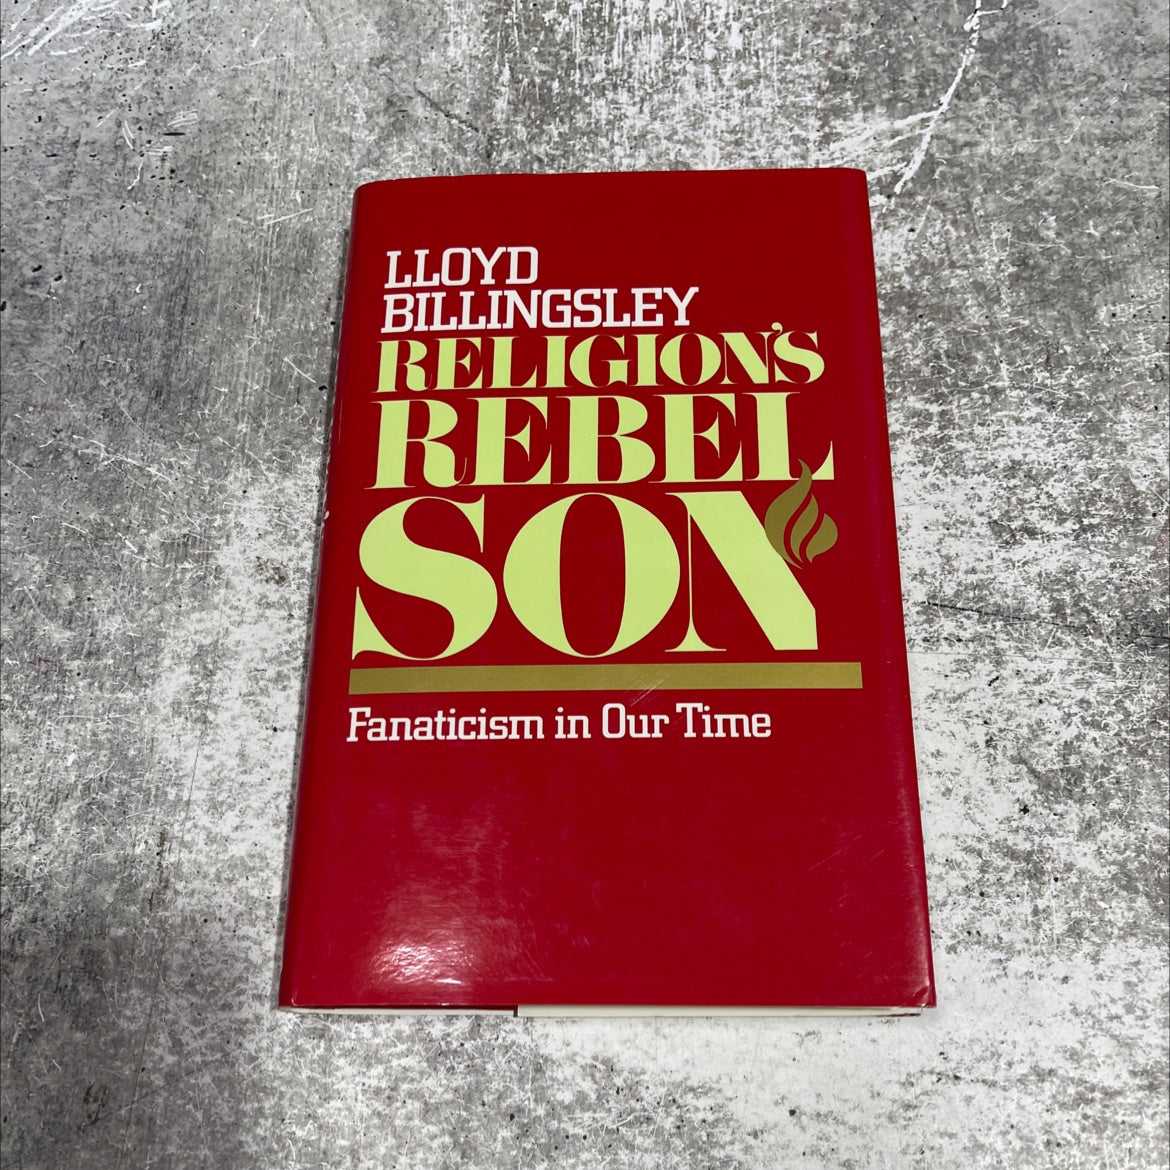 LLOYD
BILLINGSLEY
RELIGION'S
REBEL
SON
Fanaticism in Our Time